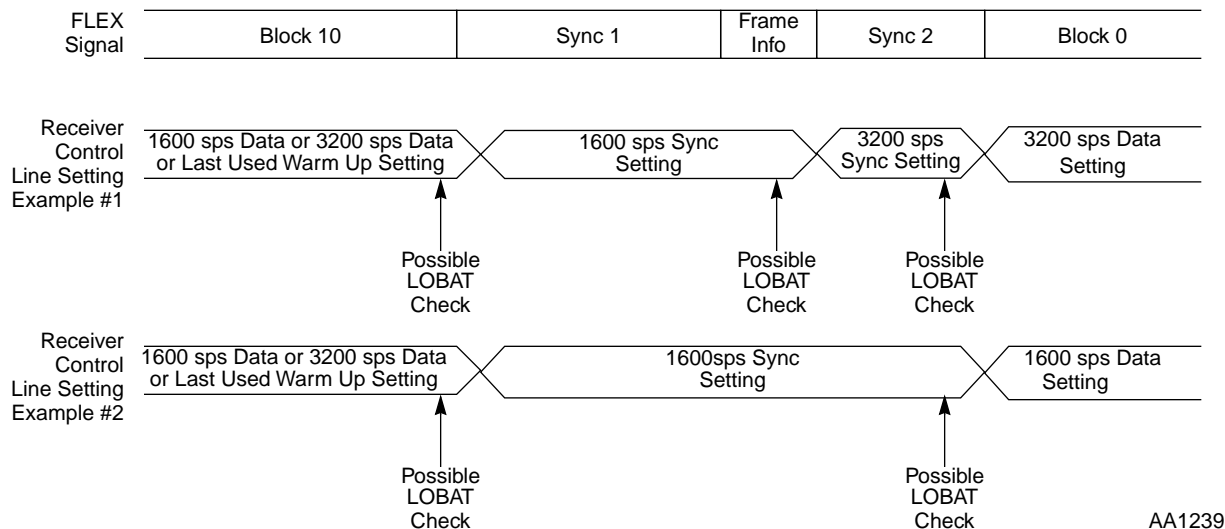 FLEX
Signal
Block 10
Sync 1
Frame
Info
Sync 2
Block 0
Receiver
Control
Line Setting
Example #1
1600 sps Data or 3200 sps Data
or Last Used Warm Up Setting
1600 sps Sync
Setting
3200 sps
Sync Setting
3200 sps Data
Setting
Possible
LOBAT
Check
Possible
LOBAT
Check
Possible
LOBAT
Check
Receiver
Control
Line Setting
Example #2
1600 sps Data or 3200 sps Data
or Last Used Warm Up Setting
1600sps Sync
Setting
1600 sps Data
Setting
Possible
LOBAT
Check
Possible
LOBAT
Check
AA1239